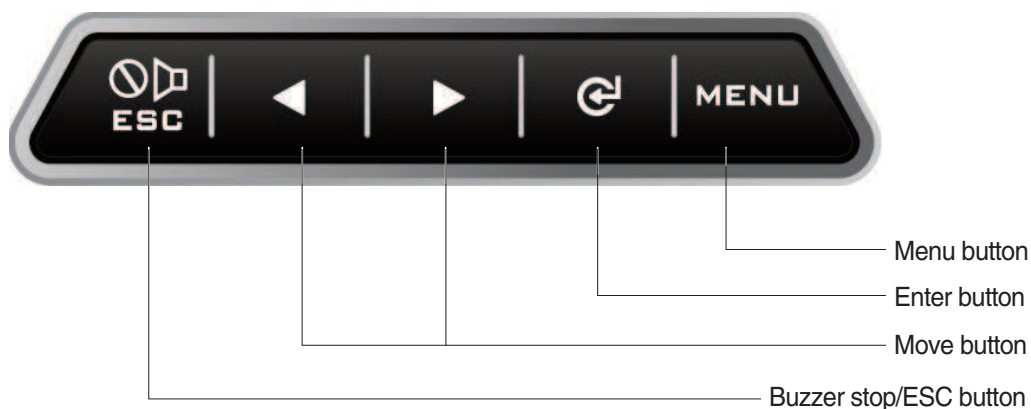 ESC
MENU
Menu button
Enter button
Move button
Buzzer stop/ESC button